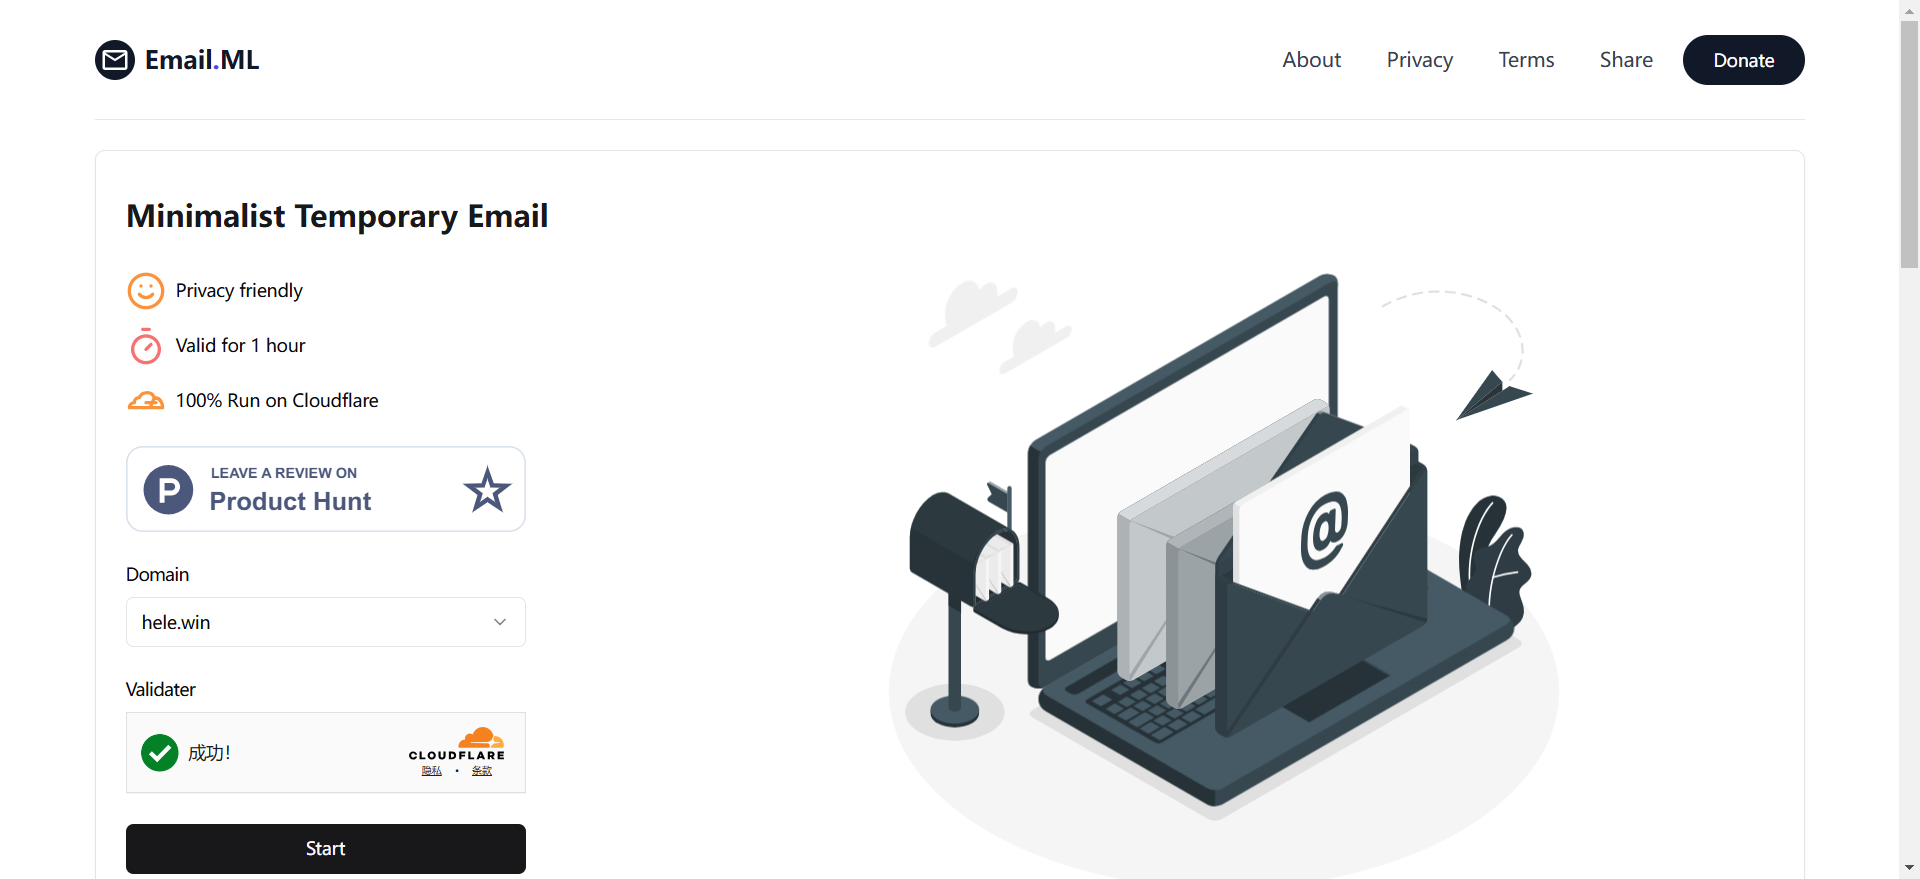 Email.ML
About Privacy Terms Share Donate
Minimalist Temporary Email
Privacy friendly
Valid for 1 hour
100% Run on Cloudflare
P
LEAVE A REVIEW ON
Product Hunt
Domain
hele.win
Validater
成功!
CLOUDFLARE
隐私 · 条款
Start
@